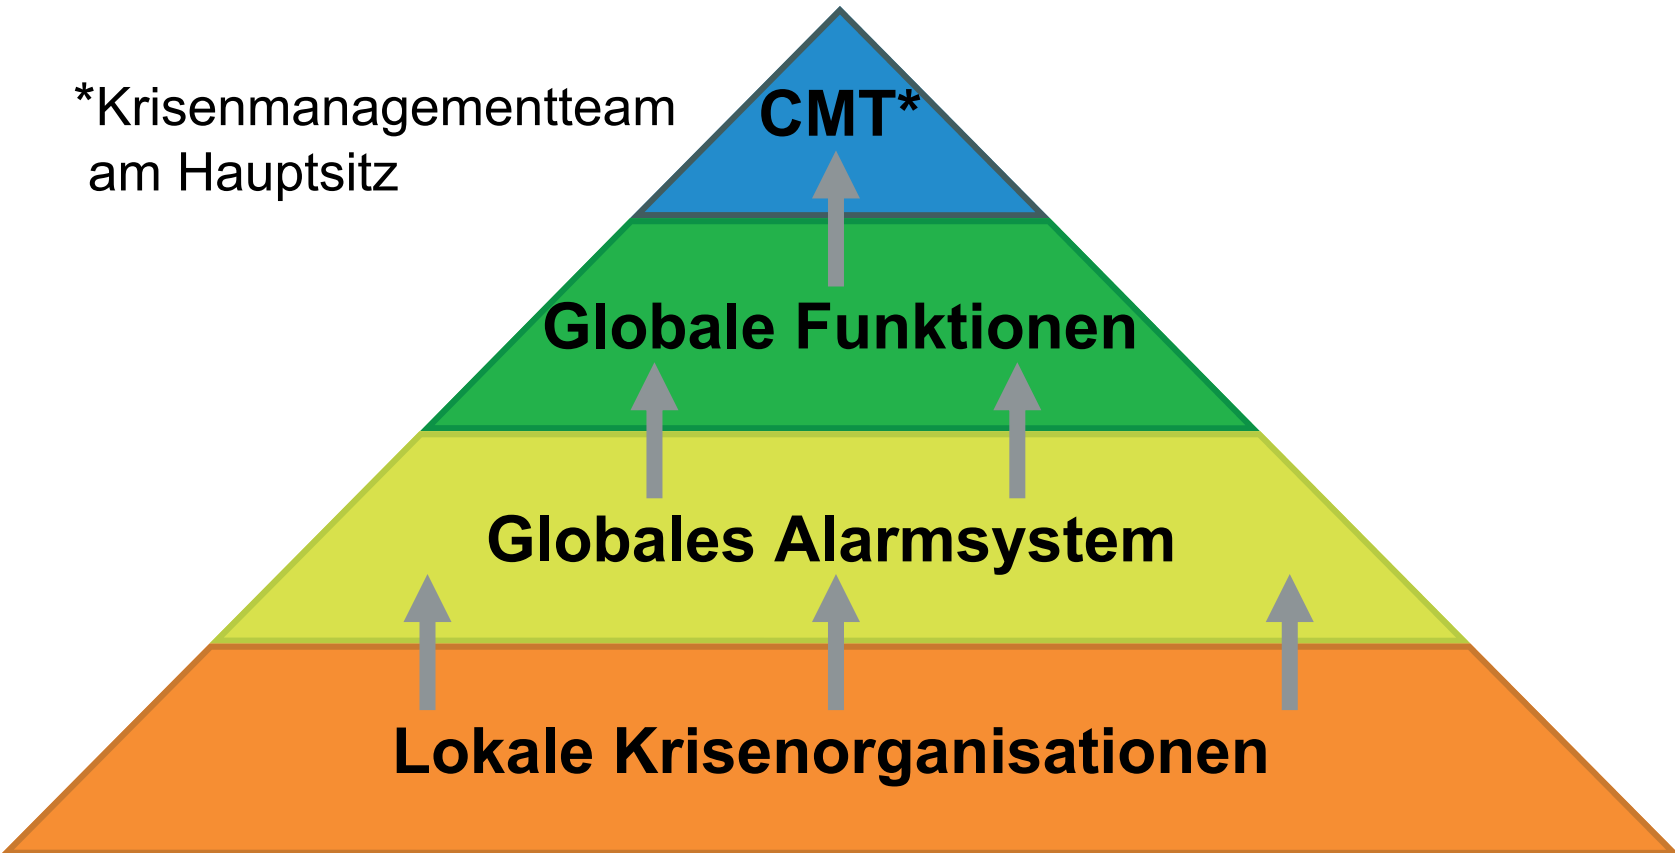 *Krisenmanagementteam
am Hauptsitz
CMT*
Globale Funktionen
Globales Alarmsystem
Lokale Krisenorganisationen